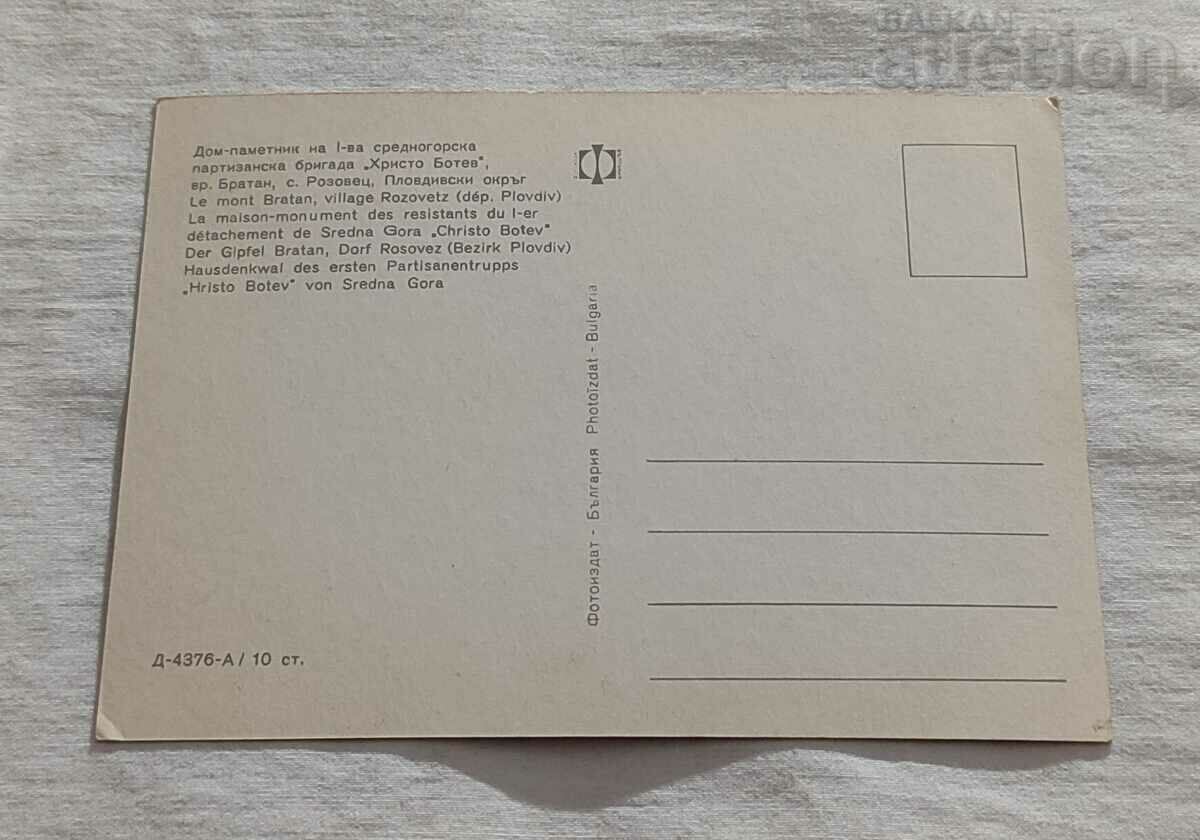 BALKAN
auction
Дом-паметник на I-ва средногорска
партизанска бригада „Христо Ботев",
вр. Братан, с. Розовец, Пловдивски окръг
Le mont Bratan, village Rozovetz (dép. Plovdiv)
La maison-monument des resistants du I-er
détachement de Sredna Gora „Christo Botev"
Der Gipfel Bratan, Dorf Rosovez (Bezirk Plovdiv)
Hausdenkwal des ersten Partisanentrupps
„Hristo Botev" von Sredna Gora
Фотоиздат - България Photoizdat - Bulgaria
Д-4376-А / 10 ст.